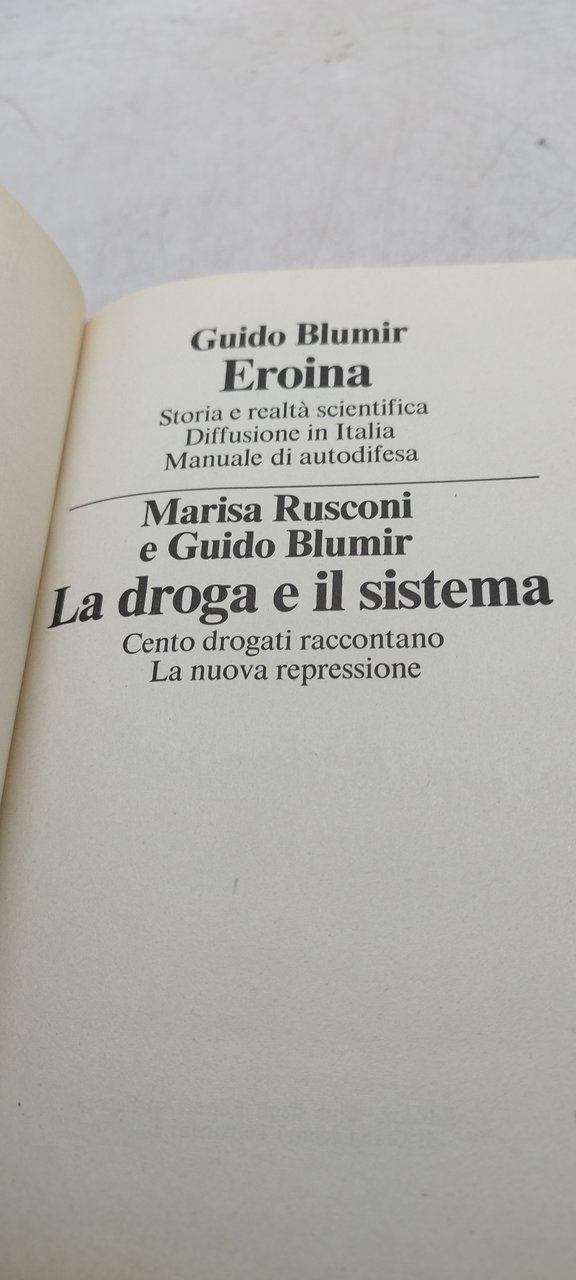 Guido Blumir
Eroina
Storia e realtà scientifica
Diffusione in Italia
Manuale di autodifesa
Marisa Rusconi
e Guido Blumir
La droga e il sistema
Cento drogati raccontano
La nuova repressione